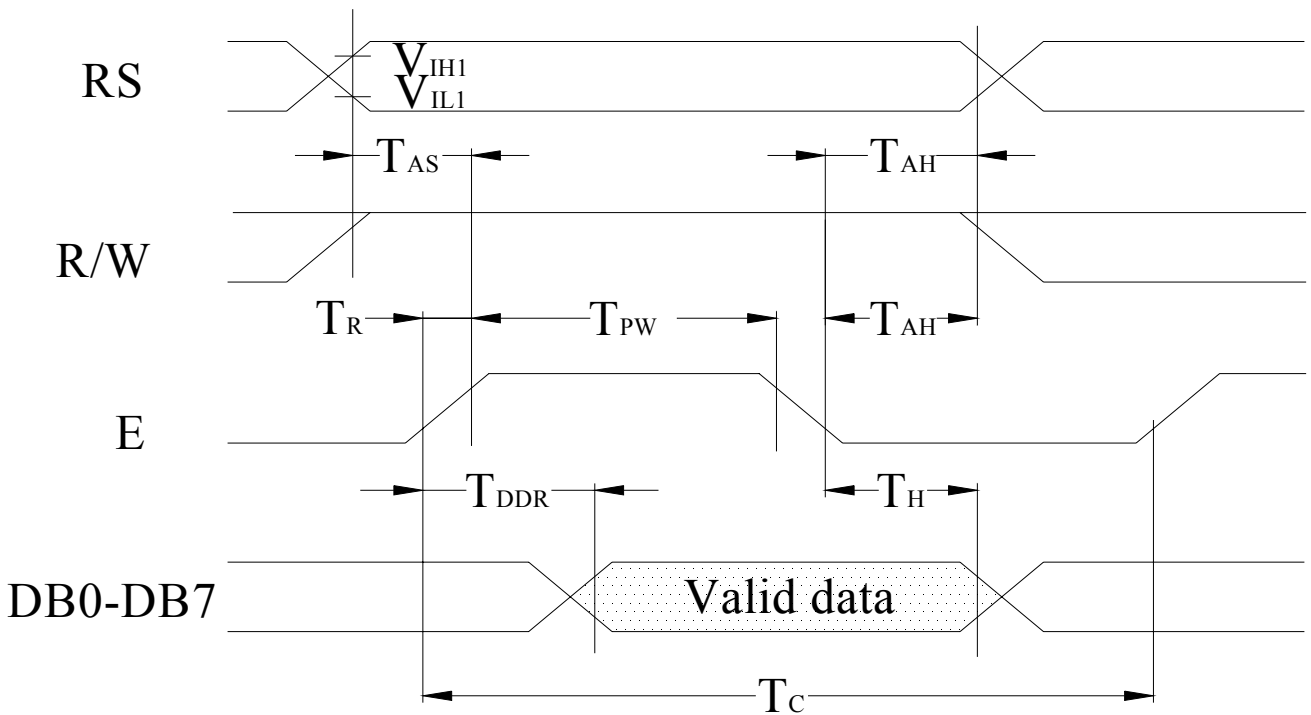 RS
VIH1
VIL1
TAS
TAH
R/W
TR
TPW
TAH
E
TDDR
TH
DB0-DB7
Valid data
TC